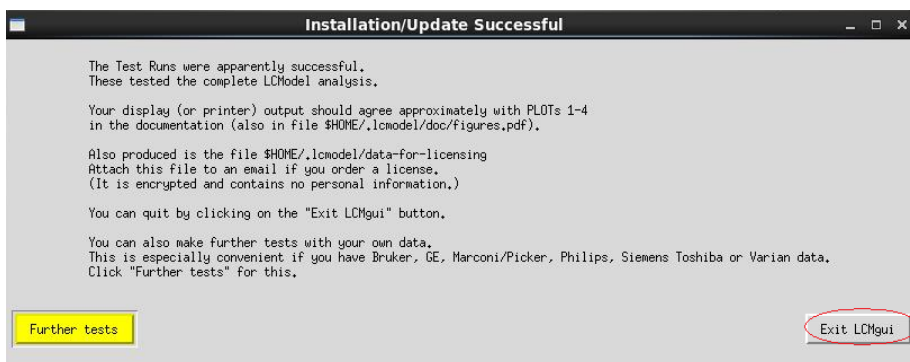 Installation/Update Successful
The Test Runs were apparently successful.
These tested the complete LCModel analysis.
Your display (or printer) output should agree approximately with PLOTs 1-4
in the documentation (also in file $HOME/.lcmodel/doc/figures.pdf).
Also produced is the file $HOME/.lcmodel/data-for-licensing
Attach this file to an email if you order a license.
(It is encrypted and contains no personal information.)
You can quit by clicking on the "Exit LCMgui" button.
You can also make further tests with your own data.
This is especially convenient if you have Bruker, GE, Marconi/Picker, Philips, Siemens Toshiba or Varian data.
Click "Further tests" for this.
Further tests
Exit LCMgui